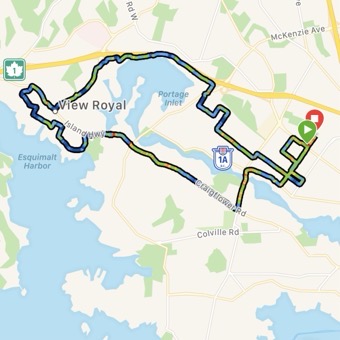 McKenzie Ave
Rd W
1
View Royal
Portage
Inlet
Island Hwy
Esquimalt
Harbor
1A
Craigflower Rd
Colville Rd